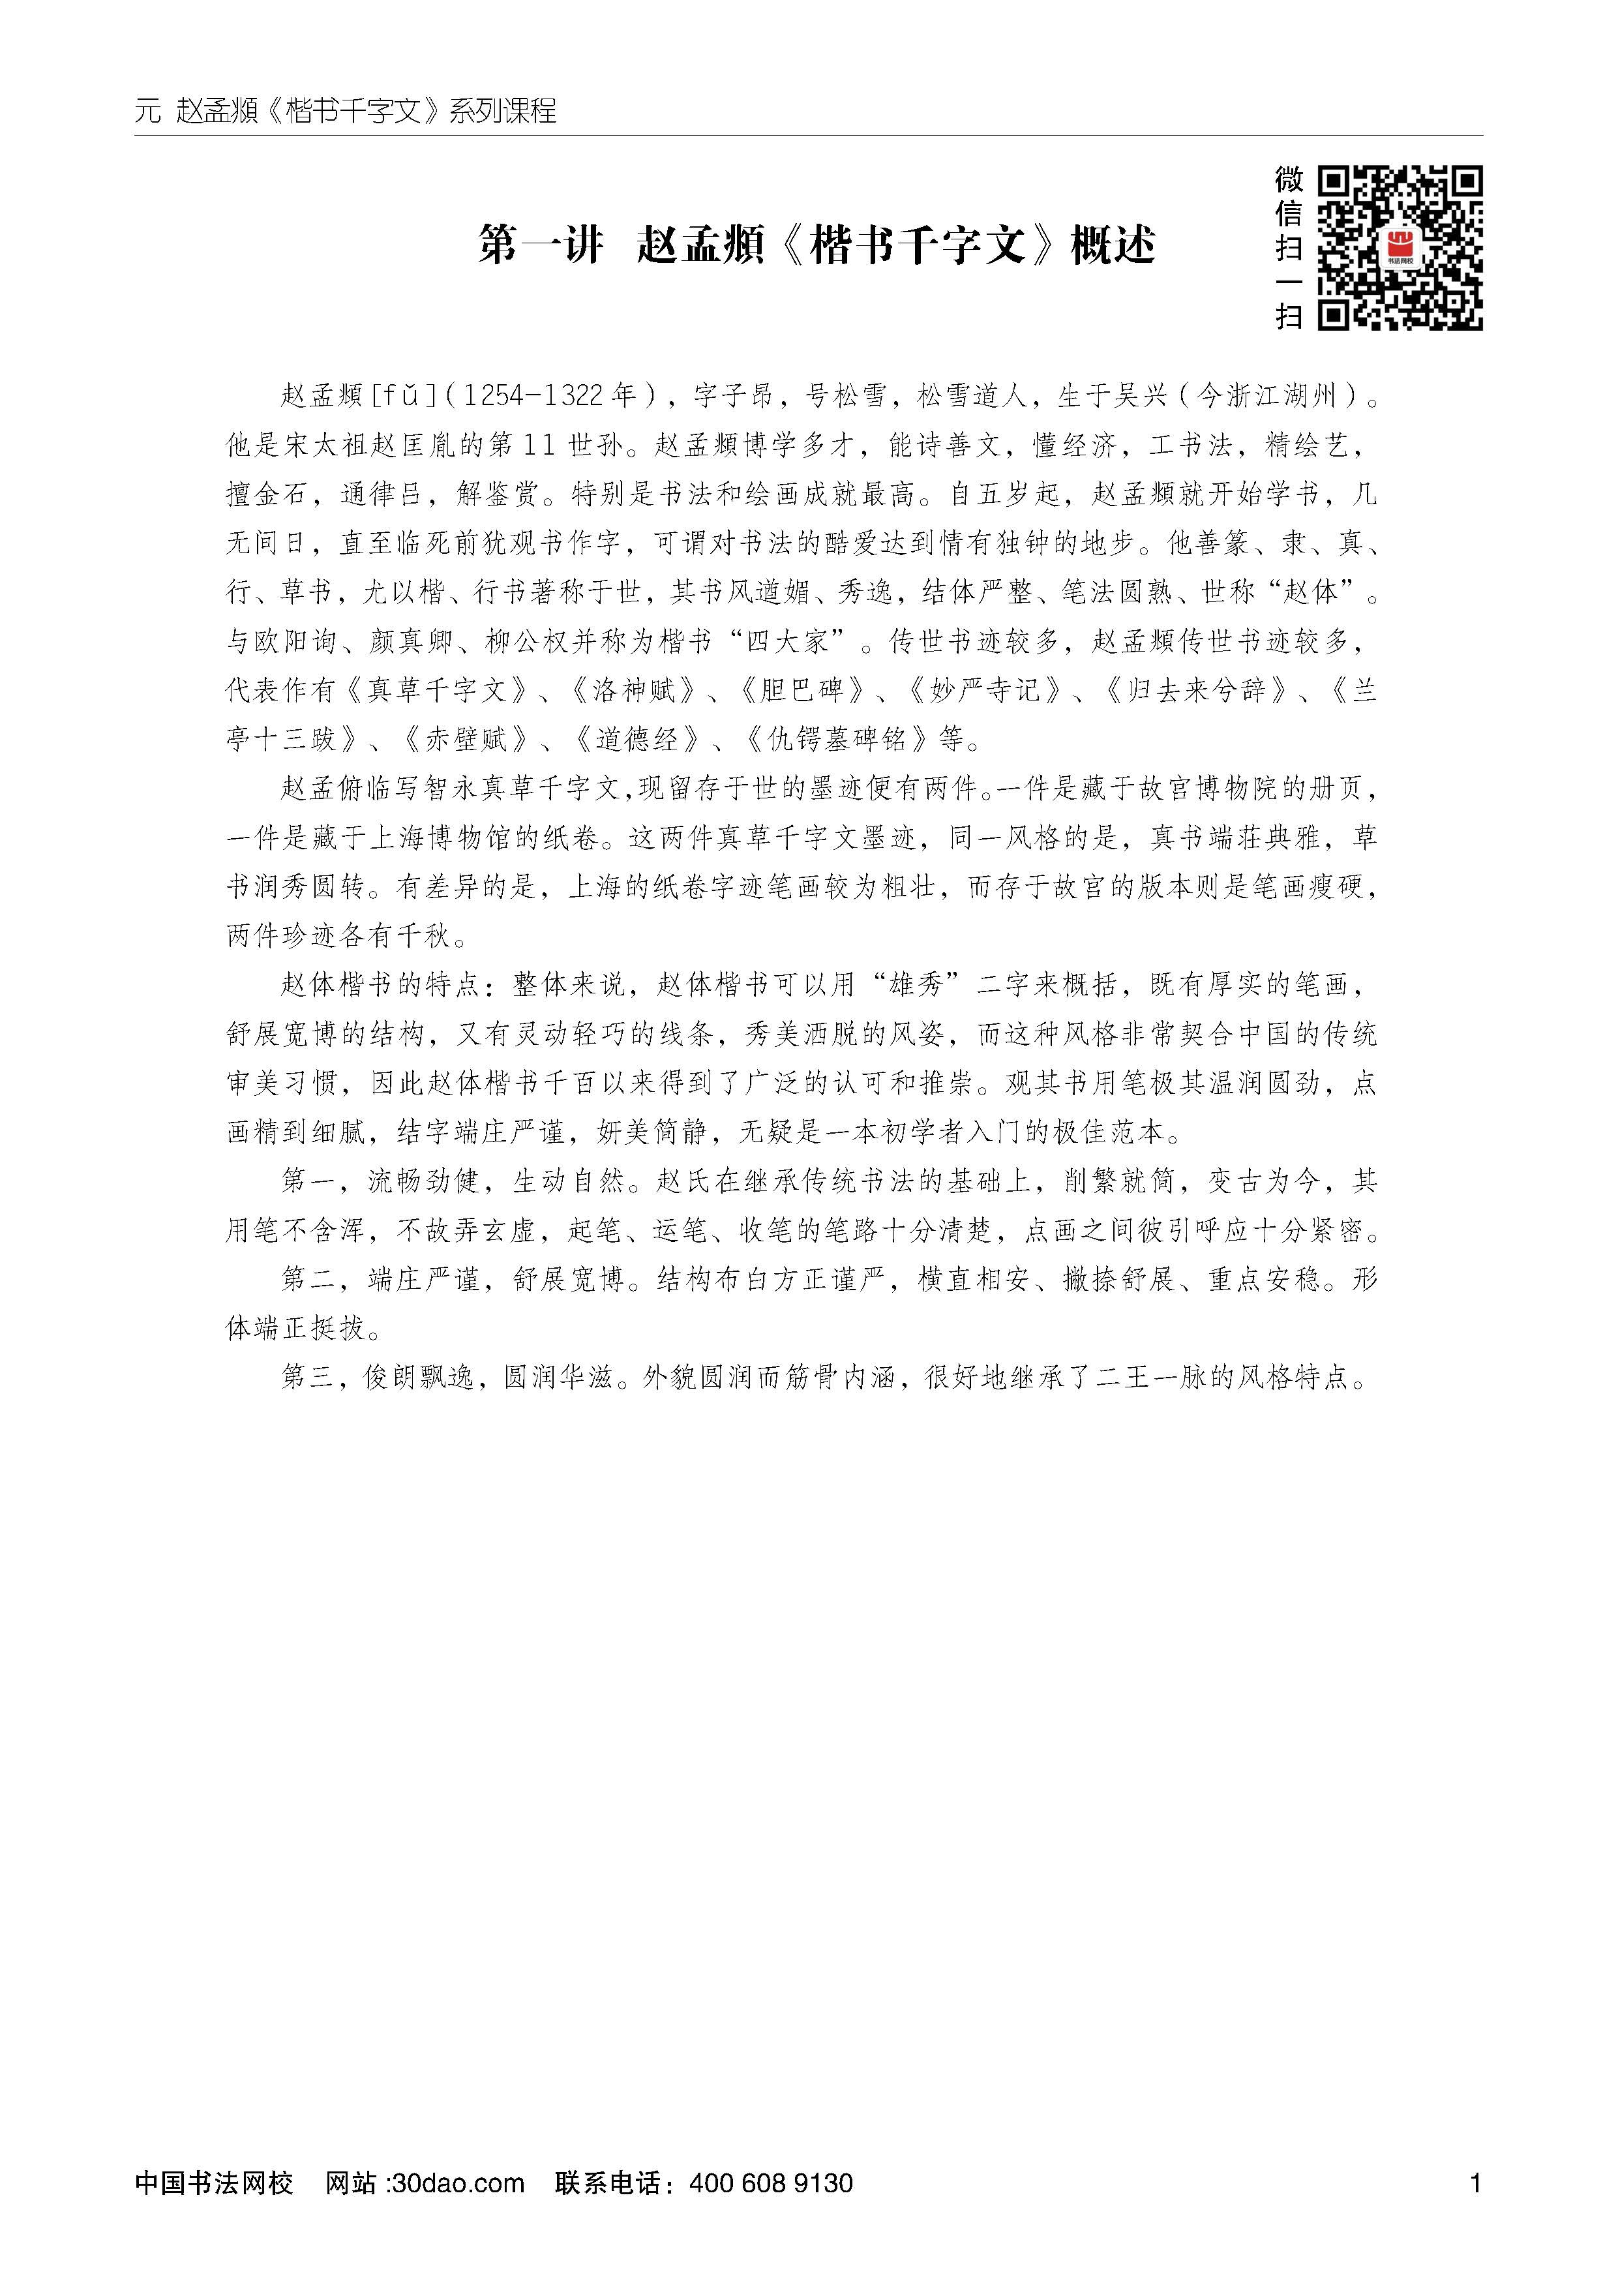 元 赵孟頫《楷书千字文》系列课程
微信扫一扫
书法网校
第一讲 赵孟頫《楷书千字文》概述
赵孟頫[fǔ](1254-1322年），字子昂，号松雪，松雪道人，生于吴兴（今浙江湖州）。
他是宋太祖赵匡胤的第11世孙。赵孟頫博学多才，能诗善文，懂经济，工书法，精绘艺，
擅金石，通律吕，解鉴赏。特别是书法和绘画成就最高。自五岁起，赵孟頫就开始学书，几
无间日，直至临死前犹观书作字，可谓对书法的酷爱达到情有独钟的地步。他善篆、隶、真、
行、草书，尤以楷、行书著称于世，其书风遒媚、秀逸，结体严整、笔法圆熟、世称“赵体”。
与欧阳询、颜真卿、柳公权并称为楷书“四大家”。传世书迹较多，赵孟頫传世书迹较多，
代表作有《真草千字文》、《洛神赋》、《胆巴碑》、《妙严寺记》、《归去来兮辞》、《兰
亭十三跋》、《赤壁赋》、《道德经》、《仇锷墓碑铭》等。
赵孟俯临写智永真草千字文,现留存于世的墨迹便有两件。一件是藏于故宫博物院的册页，
一件是藏于上海博物馆的纸卷。这两件真草千字文墨迹，同一风格的是，真书端荘典雅，草
书润秀圆转。有差异的是，上海的纸卷字迹笔画较为粗壮，而存于故宫的版本则是笔画瘦硬，
两件珍迹各有千秋。
赵体楷书的特点：整体来说，赵体楷书可以用“雄秀”二字来概括，既有厚实的笔画，
舒展宽博的结构，又有灵动轻巧的线条，秀美洒脱的风姿，而这种风格非常契合中国的传统
审美习惯，因此赵体楷书千百以来得到了广泛的认可和推崇。观其书用笔极其温润圆劲，点
画精到细腻，结字端庄严谨，妍美简静，无疑是一本初学者入门的极佳范本。
第一，流畅劲健，生动自然。赵氏在继承传统书法的基础上，削繁就简，变古为今，其
用笔不含浑，不故弄玄虚，起笔、运笔、收笔的笔路十分清楚，点画之间彼引呼应十分紧密。
第二，端庄严谨，舒展宽博。结构布白方正谨严，横直相安、撇捺舒展、重点安稳。形
体端正挺拔。
第三，俊朗飘逸，圆润华滋。外貌圆润而筋骨内涵，很好地继承了二王一脉的风格特点。
中国书法网校 网站:30dao.com 联系电话：400 608 9130 1